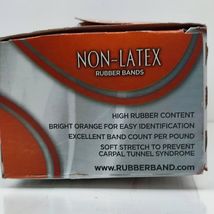 NON-LATEX
RUBBER BANDS
HIGH RUBBER CONTENT
BRIGHT ORANGE FOR EASY IDENTIFICATION
EXCELLENT BAND COUNT PER POUND
SOFT STRETCH TO PREVENT
CARPAL TUNNEL SYNDROME
www.RUBBERBAND.com